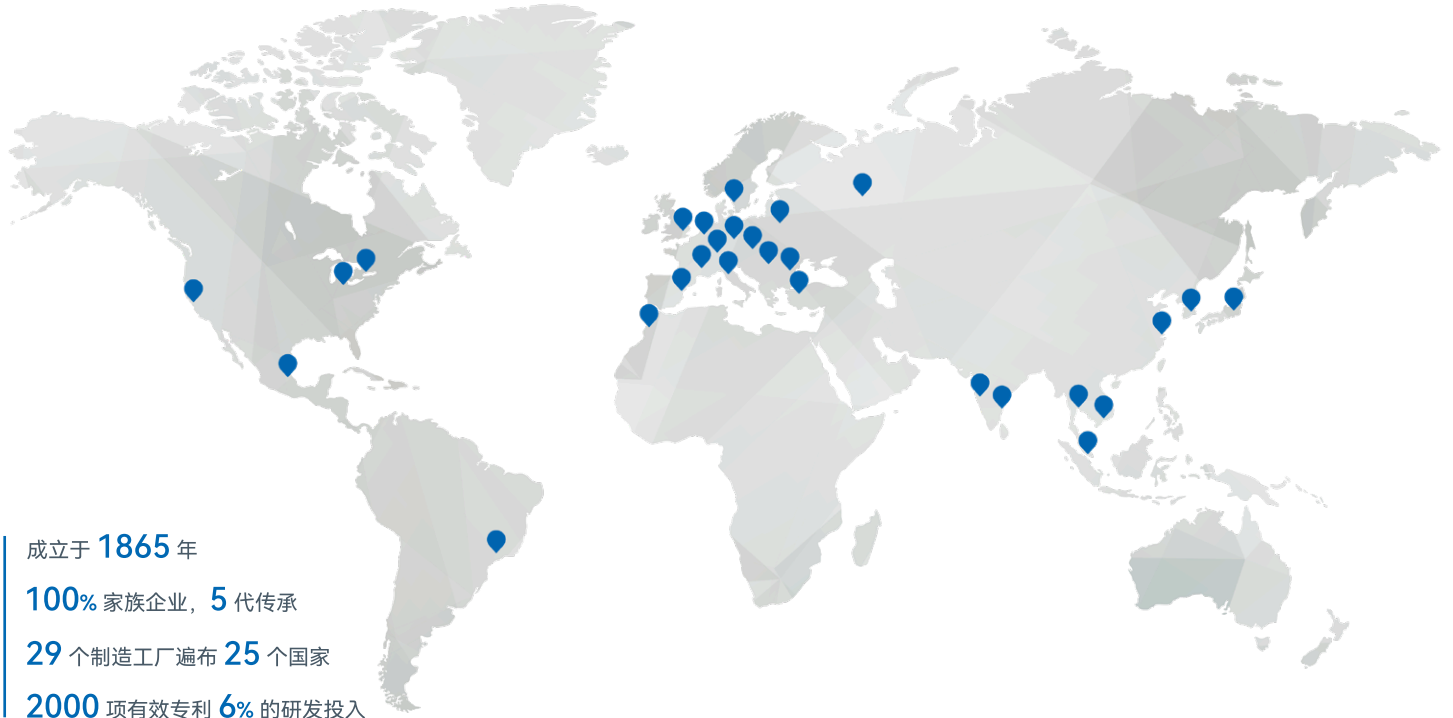 成立于 1865 年
100% 家族企业，5 代传承
29 个制造工厂遍布 25 个国家
2000 项有效专利 6% 的研发投入